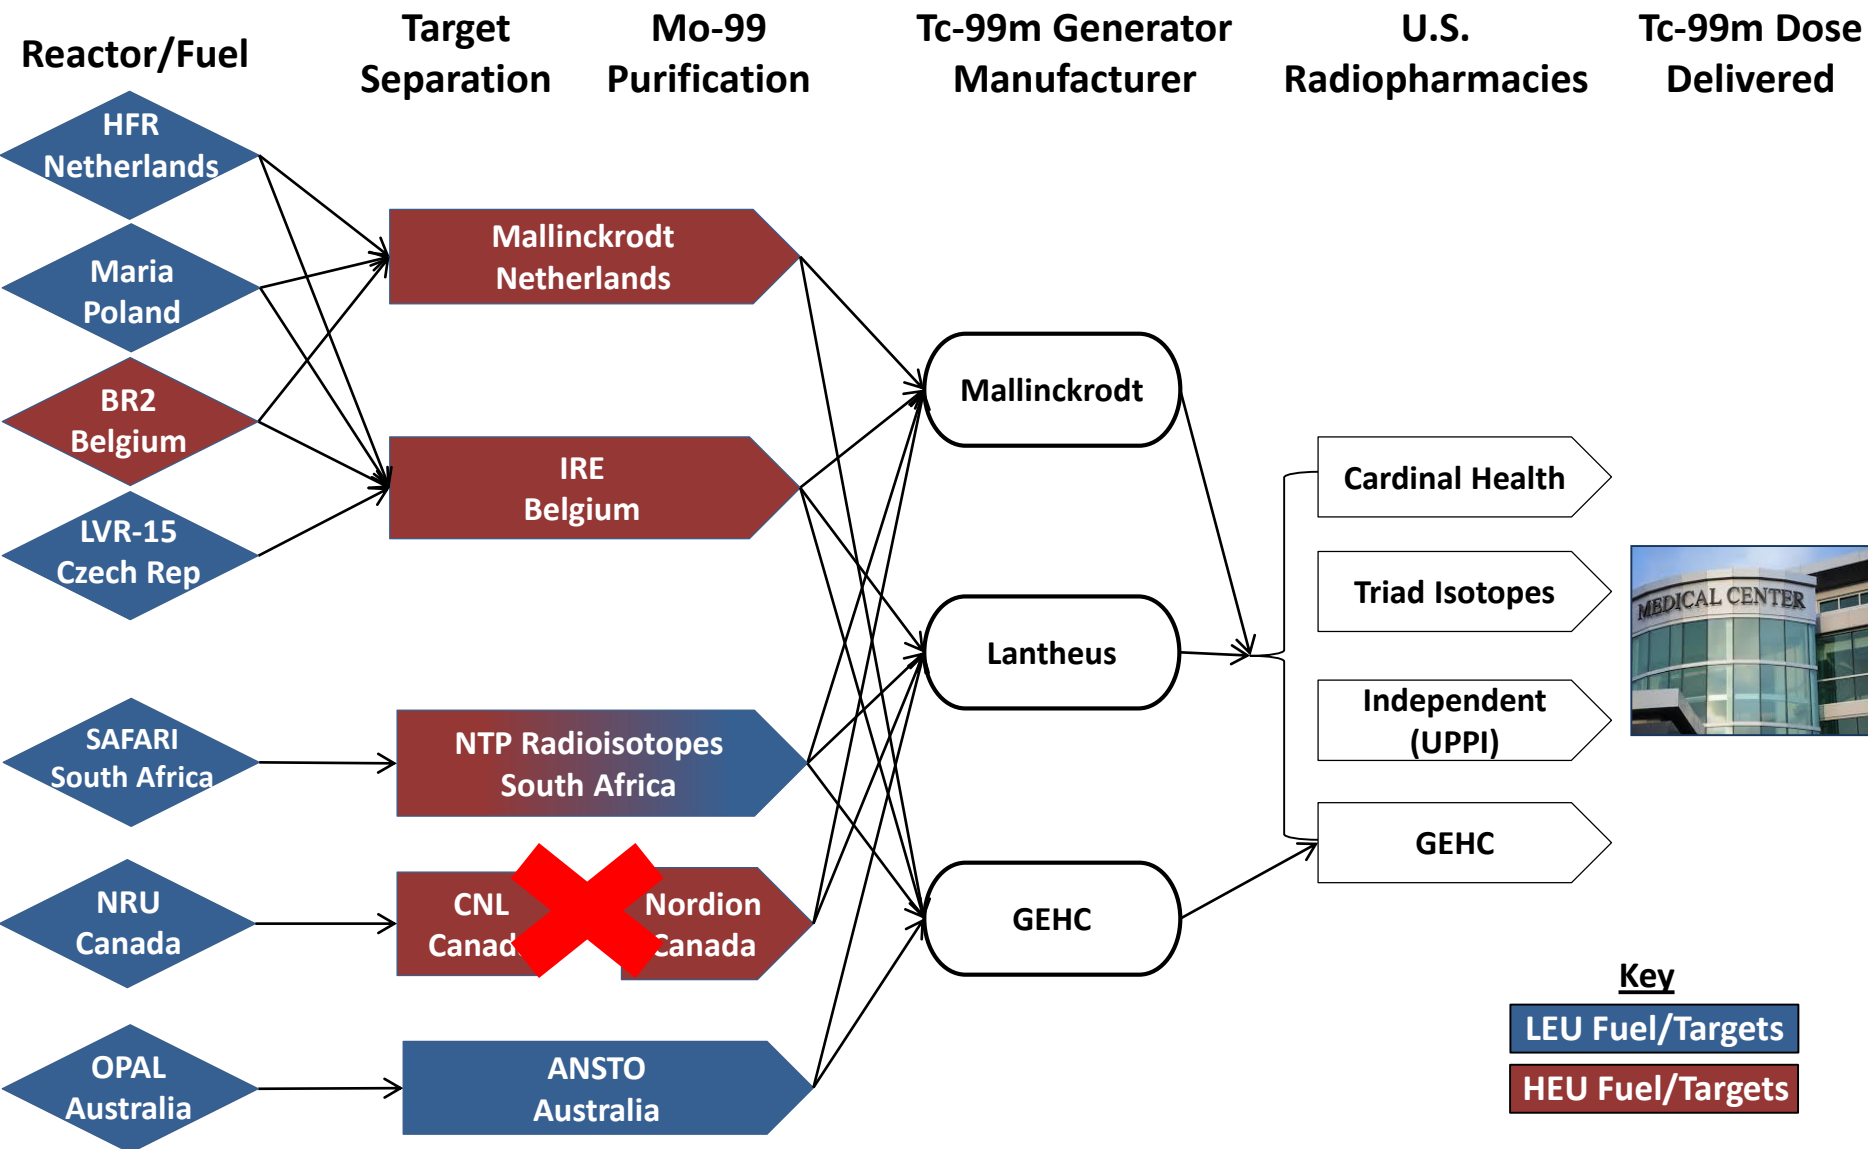 Reactor/Fuel
Target
Separation
Mo-99
Purification
Tc-99m Generator
Manufacturer
U.S.
Radiopharmacies
Tc-99m Dose
Delivered
HFR
Netherlands
Maria
Poland
BR2
Belgium
LVR-15
Czech Rep
SAFARI
South Africa
NRU
Canada
OPAL
Australia
Mallinckrodt
Netherlands
IRE
Belgium
NTP Radioisotopes
South Africa
CNL
Canad
Nordion
Canada
ANSTO
Australia
Mallinckrodt
Lantheus
GEHC
Cardinal Health
Triad Isotopes
Independent
(UPPI)
GEHC
MEDICAL CENTER
Key
LEU Fuel/Targets
HEU Fuel/Targets